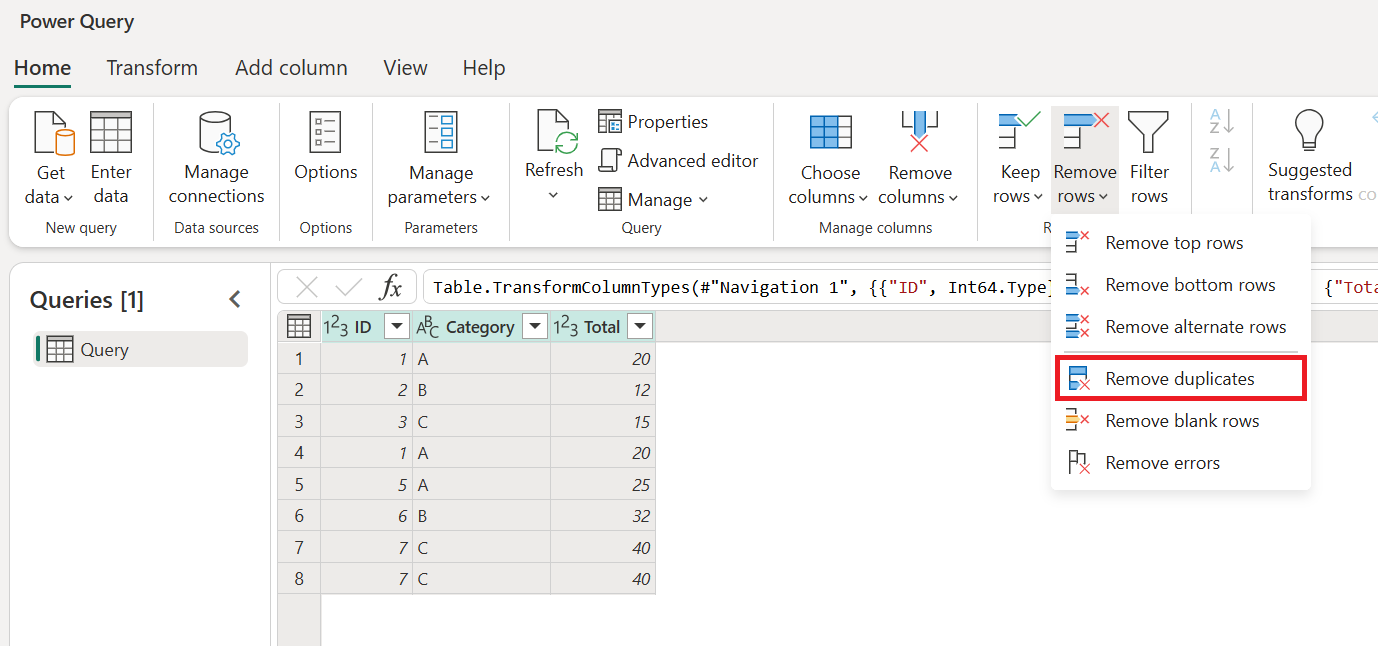 Power Query
Home Transform Add column View Help
Get data
Enter data
Manage connections
Options
Manage parameters
Refresh
Properties
Advanced editor
Manage
Choose columns
Remove columns
Keep rows
Remove rows
Filter rows
A Z
Z A
Suggested transforms
co
New query
Data sources
Options
Parameters
Query
Manage columns
R
Remove top rows
Remove bottom rows
Remove alternate rows
Remove duplicates
Remove blank rows
Remove errors
Queries [1]
Query
fx
Table.TransformColumnTypes(#"Navigation 1", {{"ID", Int64.Type} {"Tota
123 ID ABC Category 123 Total
1 1 A 20
2 2 B 12
3 3 C 15
4 1 A 20
5 5 A 25
6 6 B 32
7 7 C 40
8 7 C 40